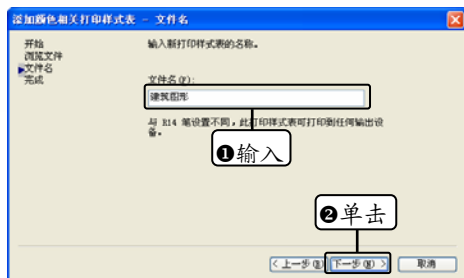 添加颜色相关打印样式表 - 文件名
开始
浏览文件
文件名
完成
输入新打印样式表的名称。
文件名(F):
建筑图形
与 R14 笔设置不同，此打印样式表可打印到任何输出设
备。
❶输入
❷单击
<上一步(B)
下一步(N) >
取消